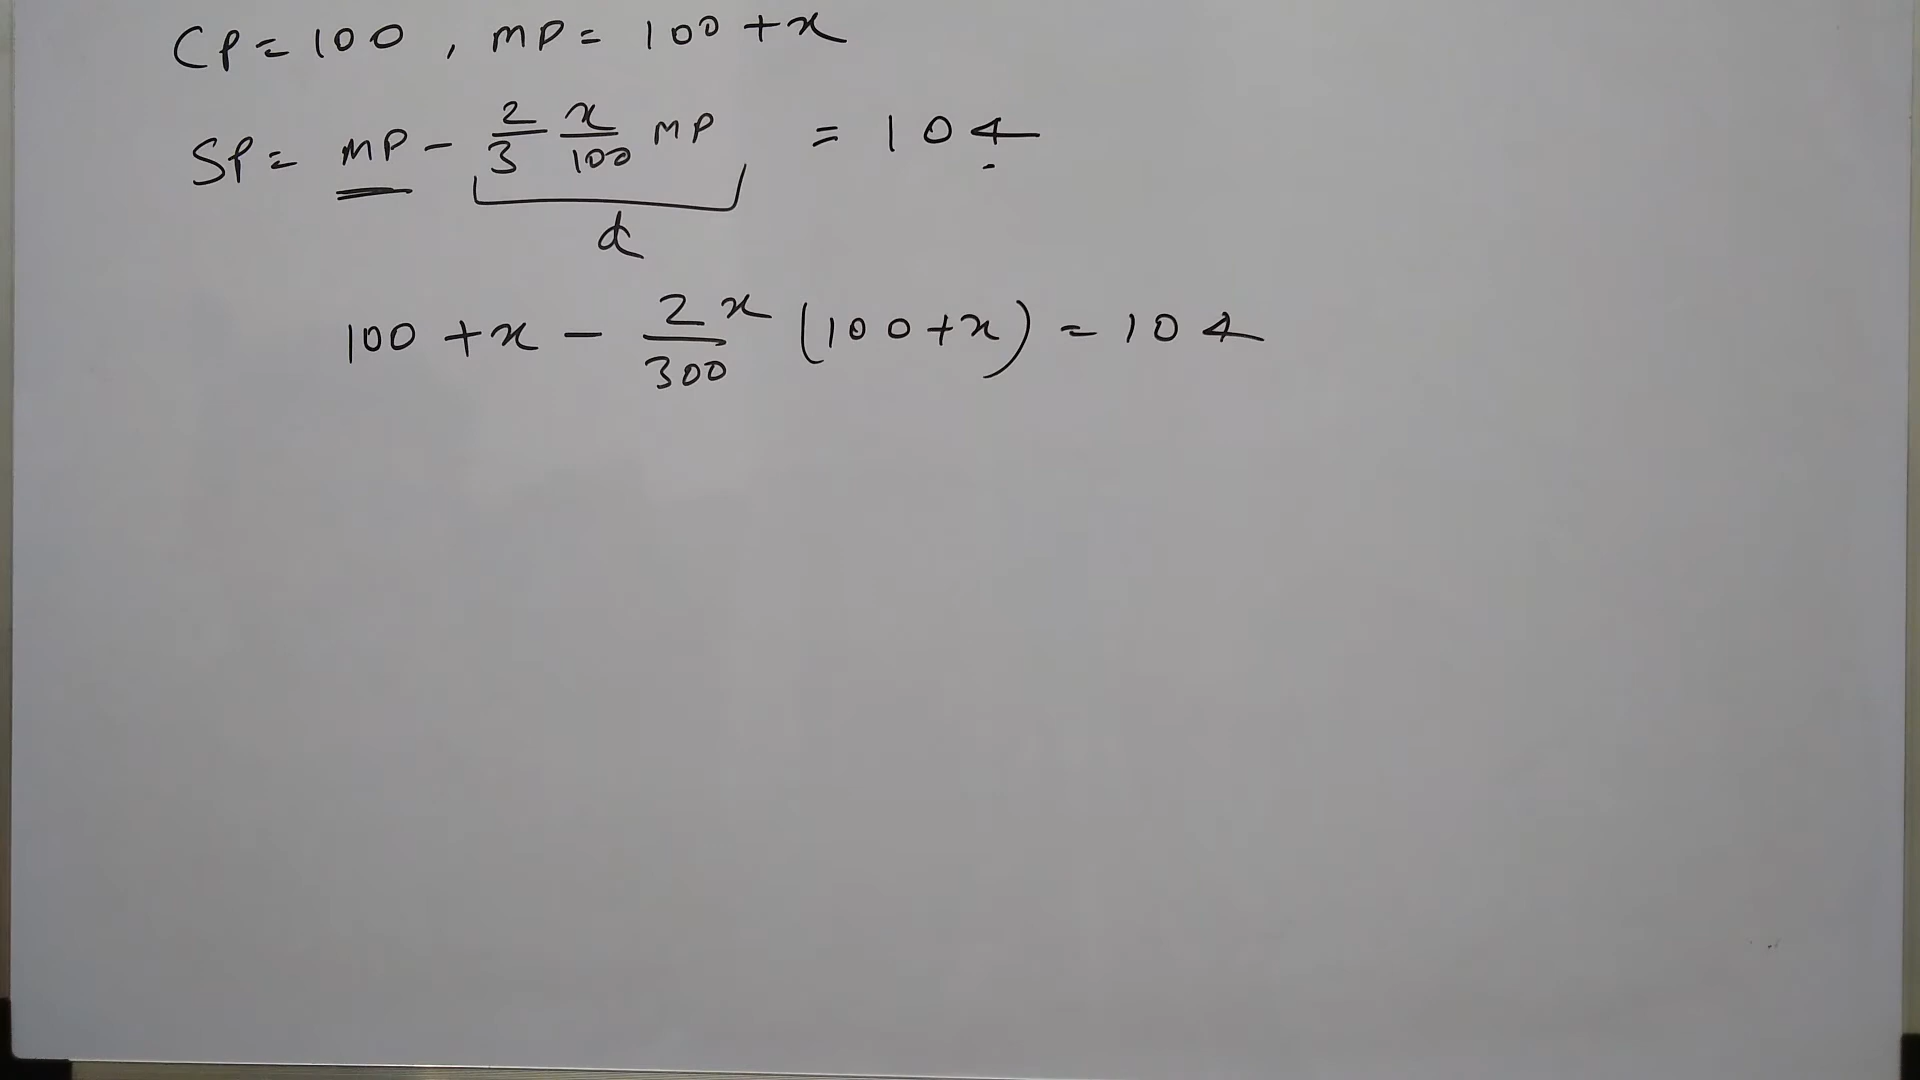 CP = 100 , MP = 100 + x
SP = MP - 2/3 x/100 MP = 104
d
100 + x - 2x/300 (100 + x) = 104